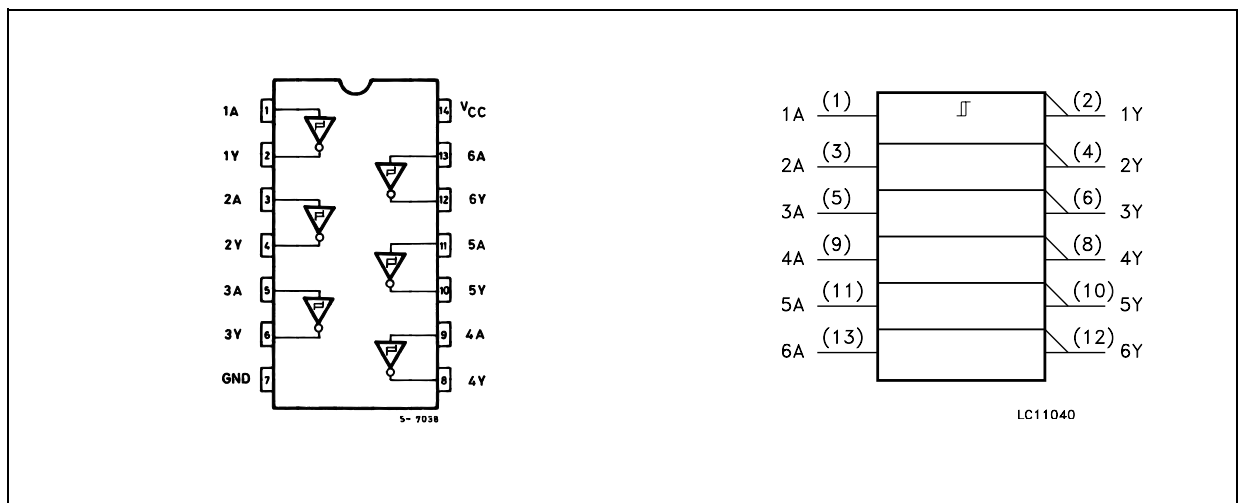 1A 1 14 VCC
1Y 2 13 6A
2A 3 12 6Y
2Y 4 11 5A
3A 5 10 5Y
3Y 6 9 4A
GND 7 8 4Y
S- 7038
1A (1) (2) 1Y
2A (3) (4) 2Y
3A (5) (6) 3Y
4A (9) (8) 4Y
5A (11) (10) 5Y
6A (13) (12) 6Y
LC11040